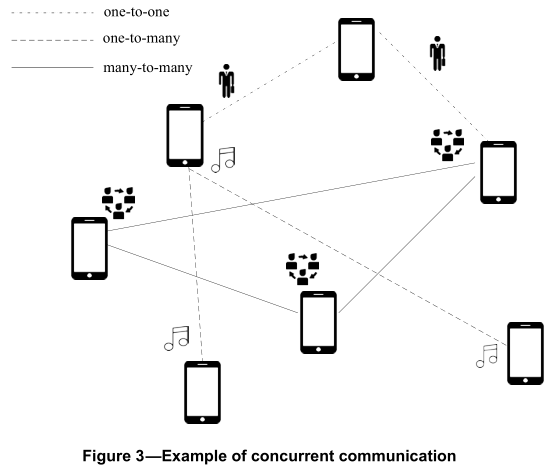 one-to-one
one-to-many
many-to-many
Figure 3—Example of concurrent communication